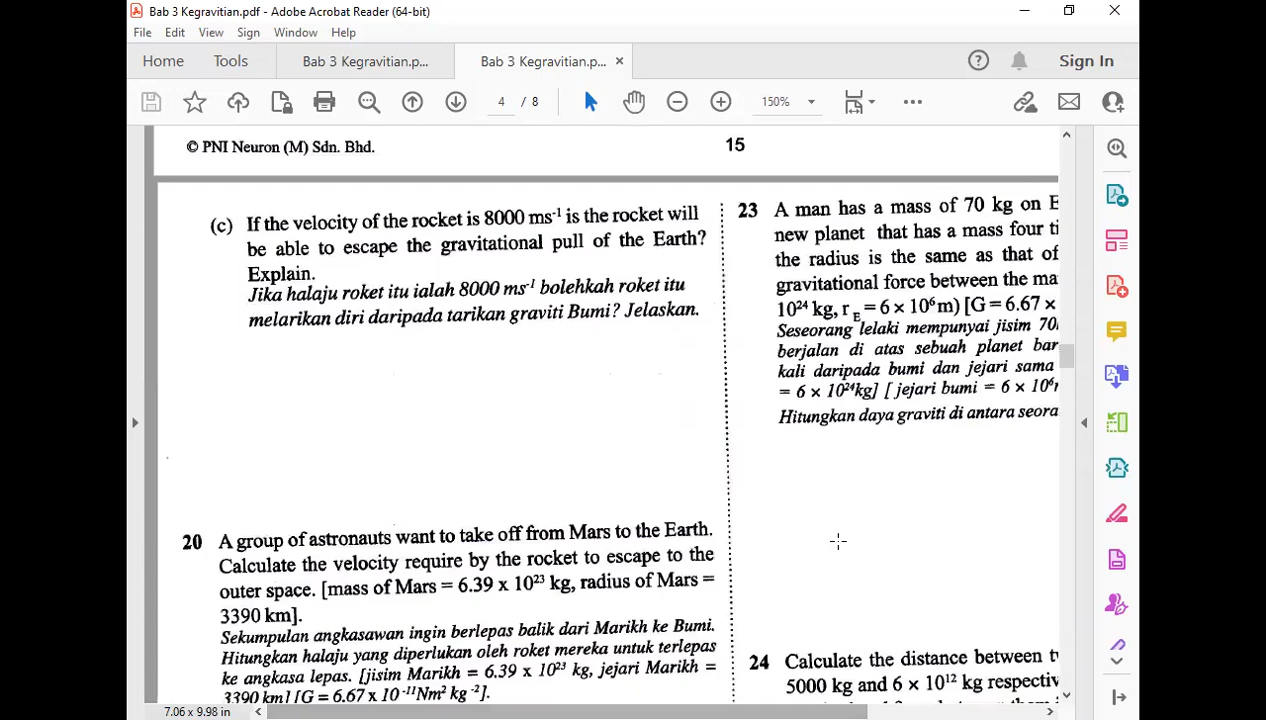 Bab 3 Kegravitian.pdf - Adobe Acrobat Reader (64-bit)
File Edit View Sign Window Help
Home Tools Bab 3 Kegravitian.p... Bab 3 Kegravitian.p... Sign In
4 / 8 150%
© PNI Neuron (M) Sdn. Bhd. 15
(c) If the velocity of the rocket is 8000 ms⁻¹ is the rocket will
be able to escape the gravitational pull of the Earth?
Explain.
Jika halaju roket itu ialah 8000 ms⁻¹ bolehkah roket itu
melarikan diri daripada tarikan graviti Bumi? Jelaskan.
20 A group of astronauts want to take off from Mars to the Earth.
Calculate the velocity require by the rocket to escape to the
outer space. [mass of Mars = 6.39 x 10²³ kg, radius of Mars =
3390 km].
Sekumpulan angkasawan ingin berlepas balik dari Marikh ke Bumi.
Hitungkan halaju yang diperlukan oleh roket mereka untuk terlepas
ke angkasa lepas. [jisim Marikh = 6.39 x 10²³ kg, jejari Marikh =
3390 km] [G = 6.67 x 10⁻¹¹Nm² kg⁻²].
23 A man has a mass of 70 kg on E
new planet that has a mass four ti
the radius is the same as that of
gravitational force between the ma
10²⁴ kg, r_E = 6 × 10⁶ m) [G = 6.67 ×
Seseorang lelaki mempunyai jisim 70
berjalan di atas sebuah planet bar
kali daripada bumi dan jejari sama
= 6 × 10²⁴kg] [ jejari bumi = 6 × 10⁶
Hitungkan daya graviti di antara seora
24 Calculate the distance between
5000 kg and 6 × 10¹² kg respectiv
7.06 x 9.98 in